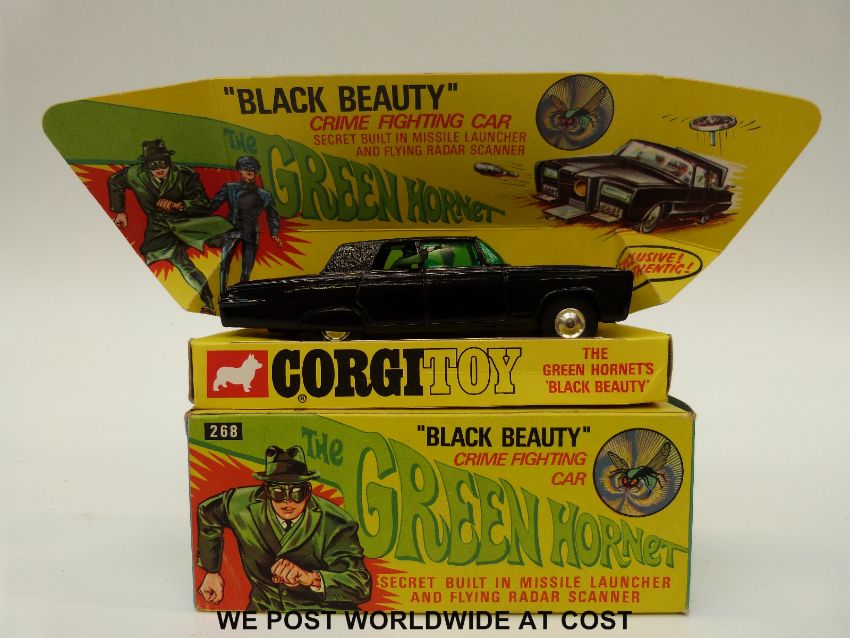 "BLACK BEAUTY"
CRIME FIGHTING CAR
SECRET BUILT IN MISSILE LAUNCHER
AND FLYING RADAR SCANNER
THE
GREEN HORNET
CORGI TOY
®
THE
GREEN HORNET'S
'BLACK BEAUTY'
268
THE
GREEN HORNET
"BLACK BEAUTY"
CRIME FIGHTING
CAR
SECRET BUILT IN MISSILE LAUNCHER
AND FLYING RADAR SCANNER
WE POST WORLDWIDE AT COST